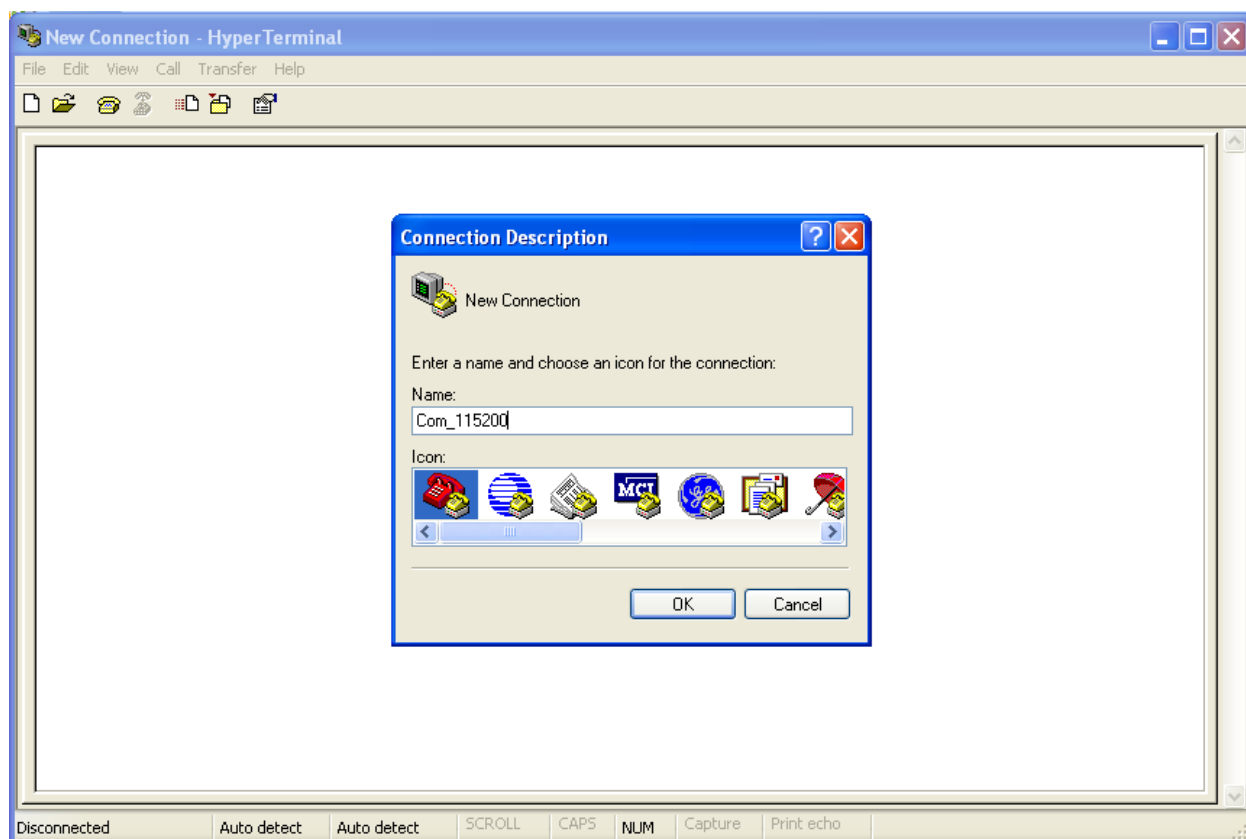 New Connection - HyperTerminal
File Edit View Call Transfer Help
Connection Description
New Connection
Enter a name and choose an icon for the connection:
Name:
Com_115200
Icon:
MCI
OK Cancel
Disconnected Auto detect Auto detect SCROLL CAPS NUM Capture Print echo